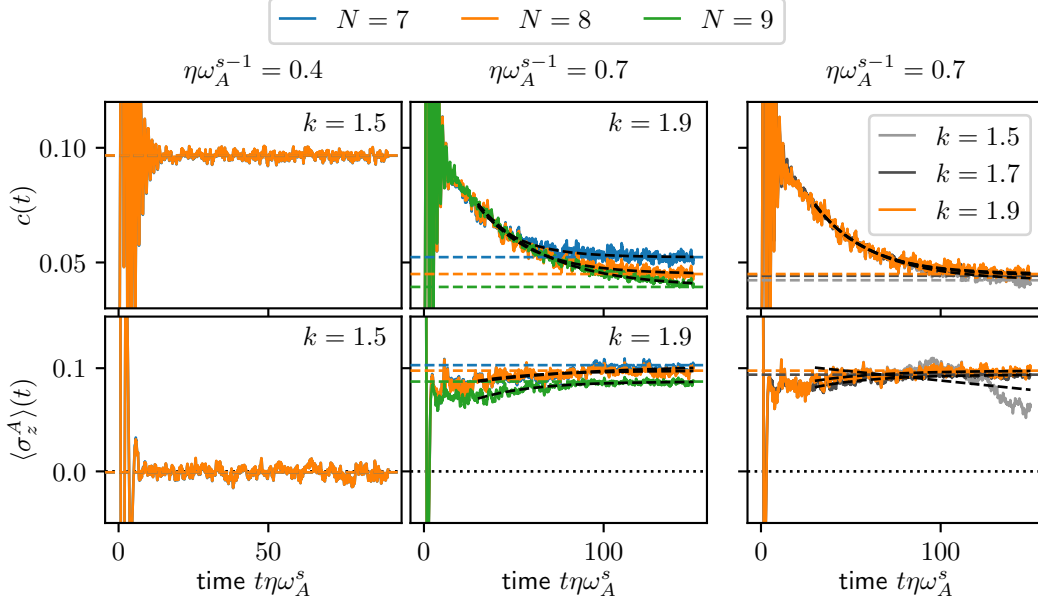 N = 7 N = 8 N = 9
ηω_A^{s−1} = 0.4 ηω_A^{s−1} = 0.7 ηω_A^{s−1} = 0.7
c(t)
0.10
0.05
k = 1.5
k = 1.9
k = 1.5
k = 1.7
k = 1.9
⟨σ_z^A⟩(t)
0.1
0.0
k = 1.5
k = 1.9
0 50
0 100
0 100
time tηω_A^s
time tηω_A^s
time tηω_A^s